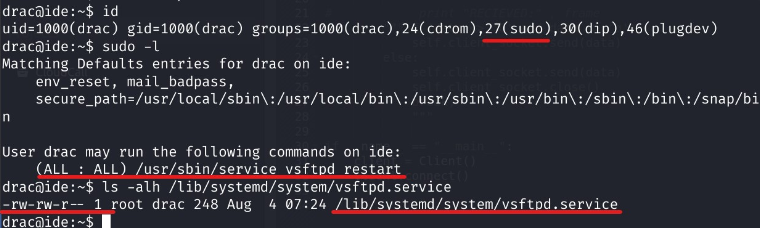 drac@ide:~$ id
uid=1000(drac) gid=1000(drac) groups=1000(drac),24(cdrom),27(sudo),30(dip),46(plugdev)
drac@ide:~$ sudo -l
Matching Defaults entries for drac on ide:
env_reset, mail_badpass,
secure_path=/usr/local/sbin\:/usr/local/bin\:/usr/sbin\:/usr/bin\:/sbin\:/bin\:/snap/bi
n
User drac may run the following commands on ide:
(ALL : ALL) /usr/sbin/service vsftpd restart
drac@ide:~$ ls -alh /lib/systemd/system/vsftpd.service
-rw-rw-r-- 1 root drac 248 Aug  4 07:24 /lib/systemd/system/vsftpd.service
drac@ide:~$